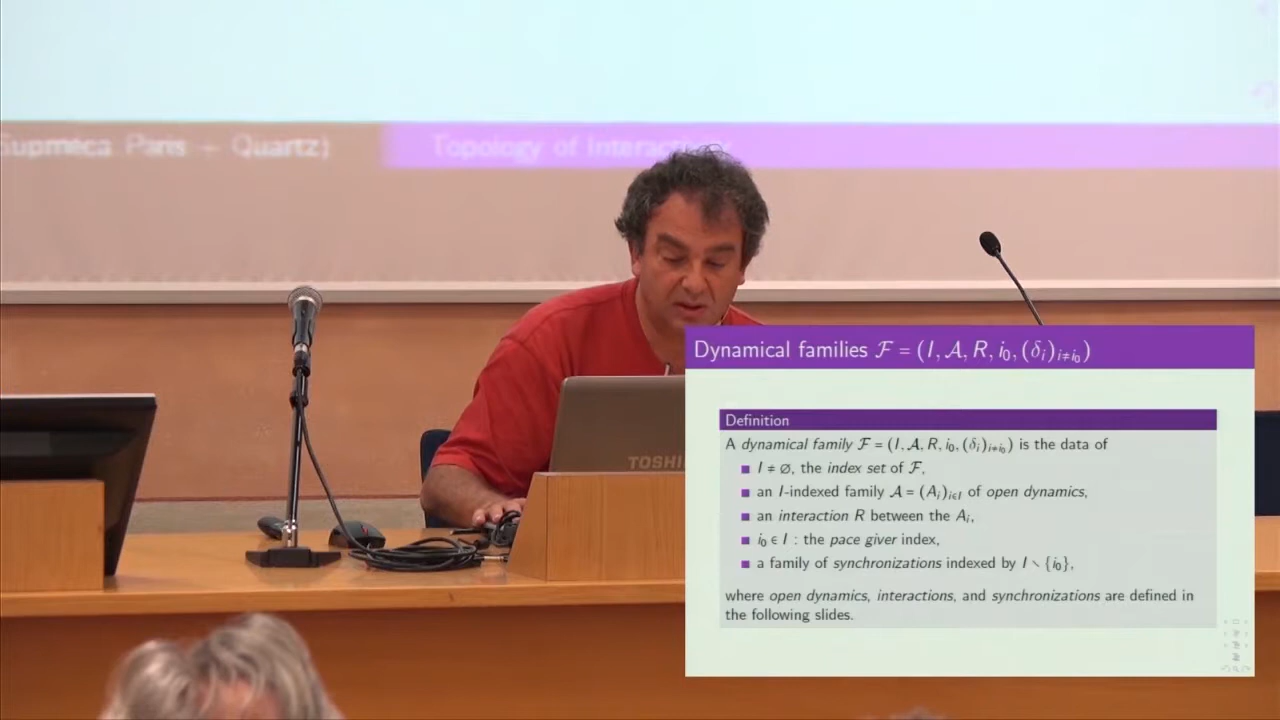 Supmeca Paris – Quartz)
Topology of Interactivity
TOSHI
Dynamical families 𝓕 = (I, 𝒜, R, i₀, (δᵢ)ᵢ≠ᵢ₀)
Definition
A dynamical family 𝓕 = (I, 𝒜, R, i₀, (δᵢ)ᵢ≠ᵢ₀) is the data of
■ I ≠ ∅, the index set of 𝓕,
■ an I-indexed family 𝒜 = (Aᵢ)ᵢ∈I of open dynamics,
■ an interaction R between the Aᵢ,
■ i₀ ∈ I : the pace giver index,
■ a family of synchronizations indexed by I ∖ {i₀},
where open dynamics, interactions, and synchronizations are defined in
the following slides.